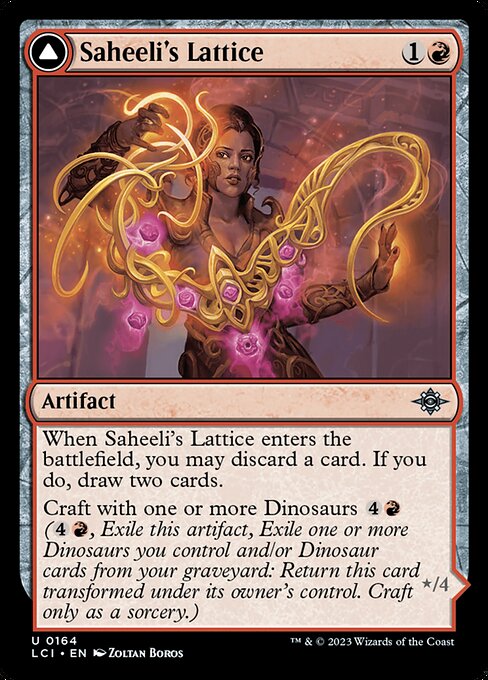 Saheeli's Lattice 1
Artifact
When Saheeli's Lattice enters the
battlefield, you may discard a card. If you
do, draw two cards.
Craft with one or more Dinosaurs 4
(4, Exile this artifact, Exile one or more
Dinosaurs you control and/or Dinosaur
cards from your graveyard: Return this card
transformed under its owner's control. Craft
only as a sorcery.)
*/4
U 0164
LCI • EN Zoltan Boros
™ & © 2023 Wizards of the Coast